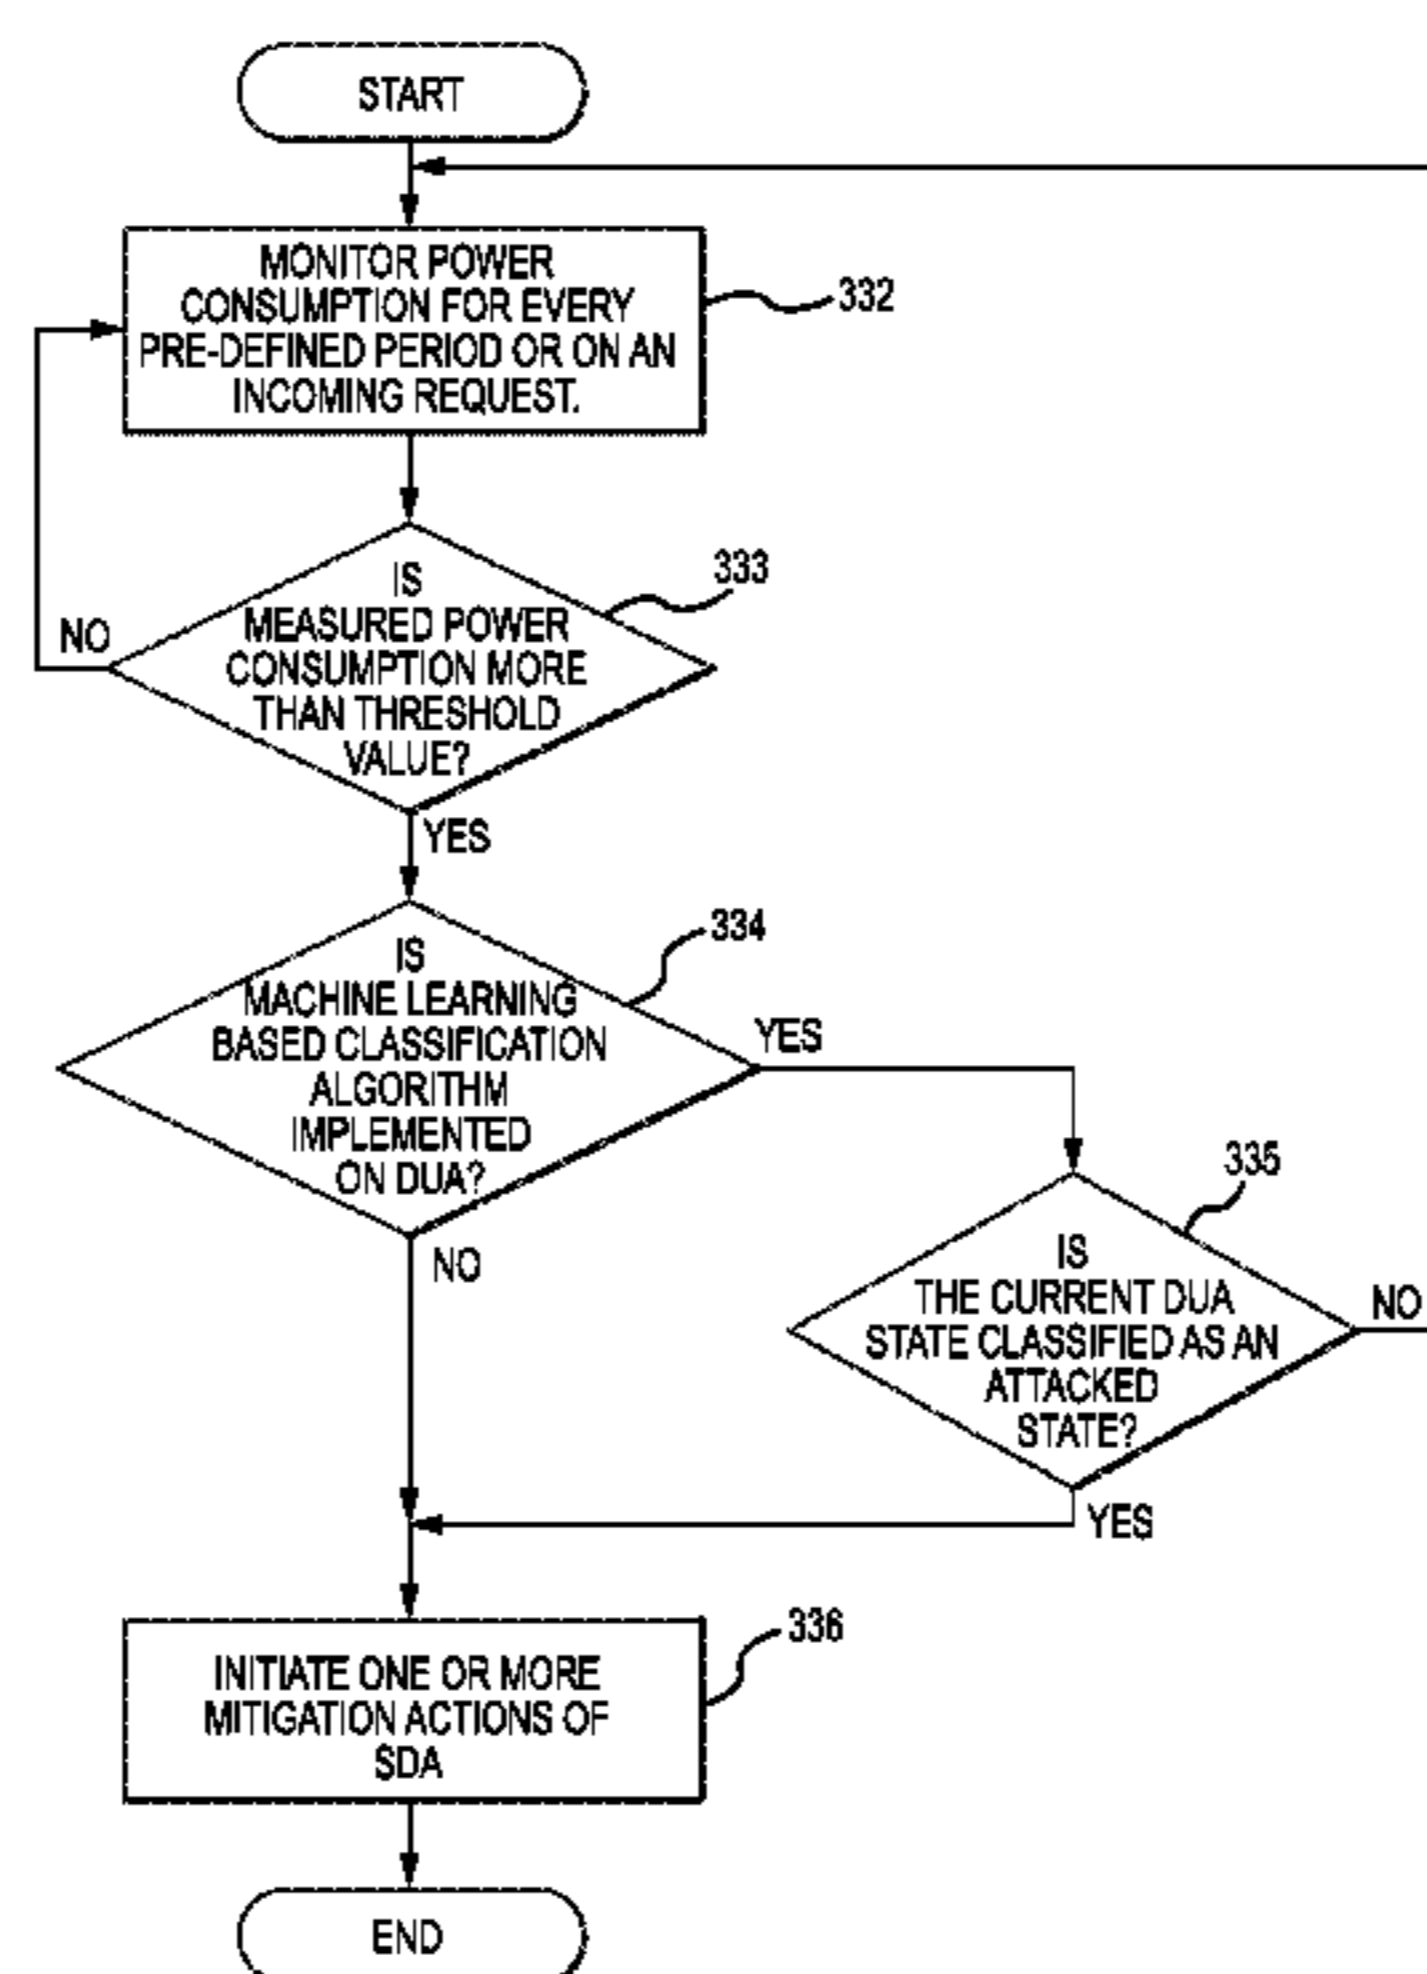 START
MONITOR POWER
CONSUMPTION FOR EVERY
PRE-DEFINED PERIOD OR ON AN
INCOMING REQUEST.
332
333
IS
MEASURED POWER
CONSUMPTION MORE
THAN THRESHOLD
VALUE?
NO
YES
334
IS
MACHINE LEARNING
BASED CLASSIFICATION
ALGORITHM
IMPLEMENTED
ON DUA?
YES
NO
335
IS
THE CURRENT DUA
STATE CLASSIFIED AS AN
ATTACKED
STATE?
NO
YES
336
INITIATE ONE OR MORE
MITIGATION ACTIONS OF
SDA
END